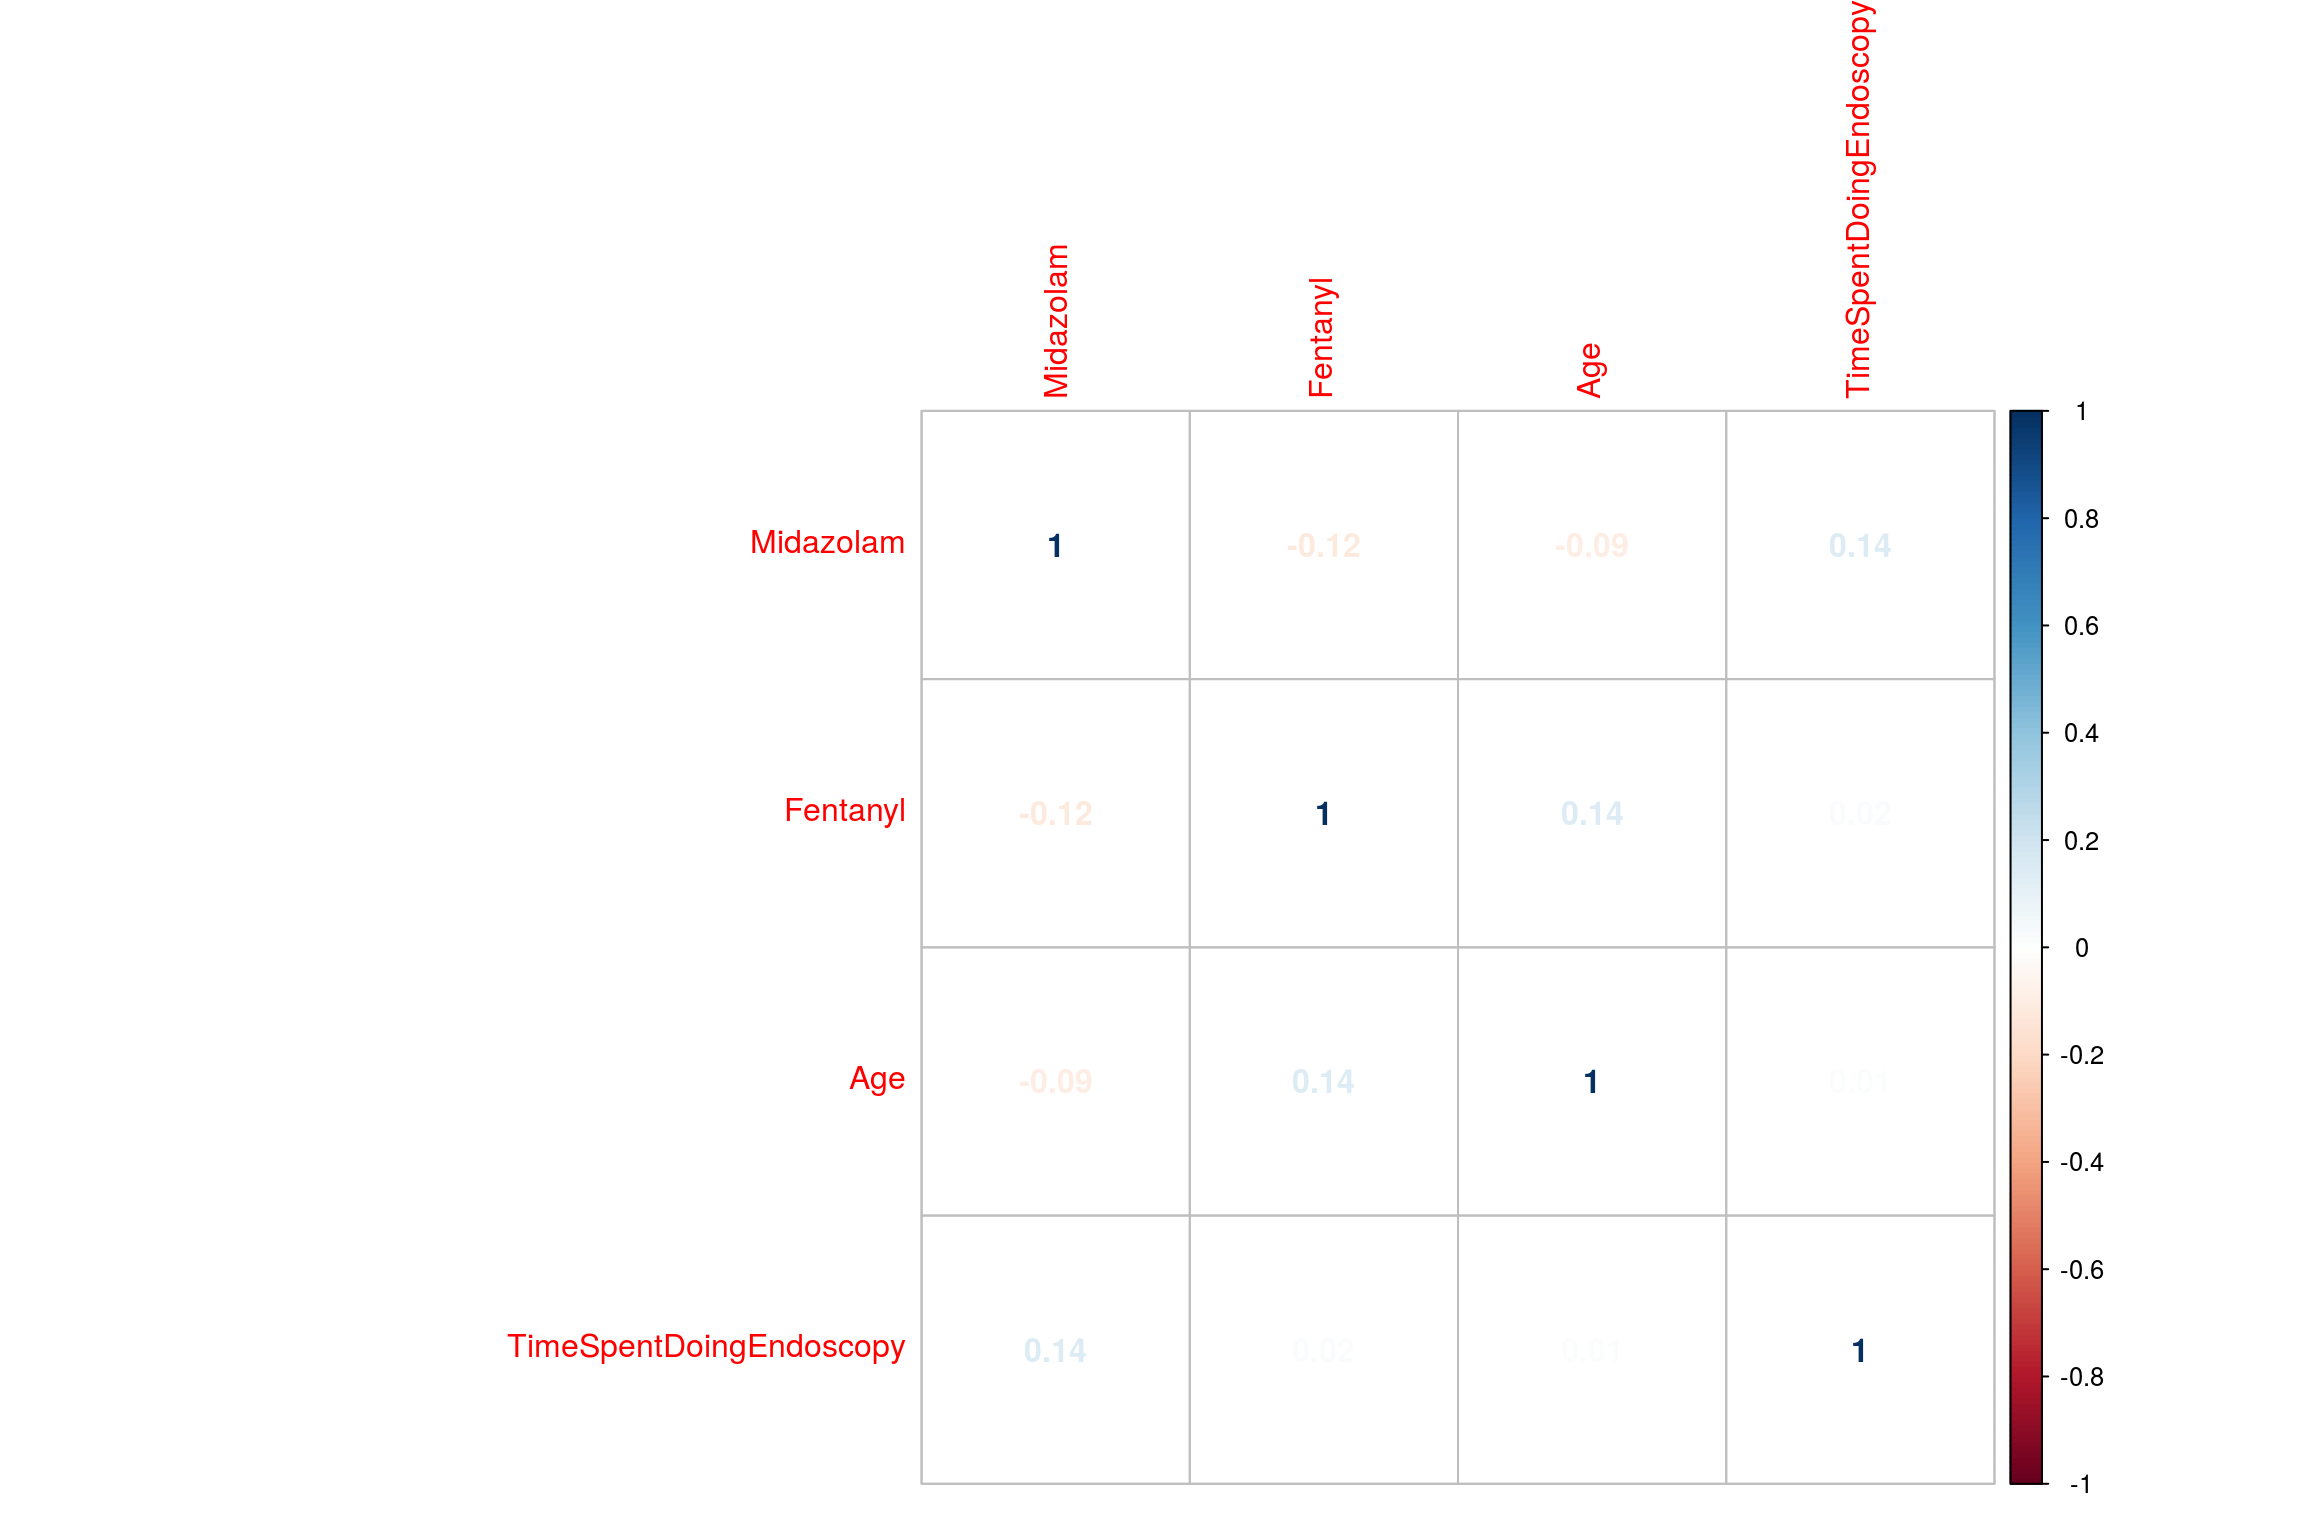 Midazolam
Fentanyl
Age
TimeSpentDoingEndoscopy
Midazolam 1 -0.12 -0.09 0.14
Fentanyl -0.12 1 0.14 0.02
Age -0.09 0.14 1 0.01
TimeSpentDoingEndoscopy 0.14 0.02 0.01 1
1
0.8
0.6
0.4
0.2
0
-0.2
-0.4
-0.6
-0.8
-1